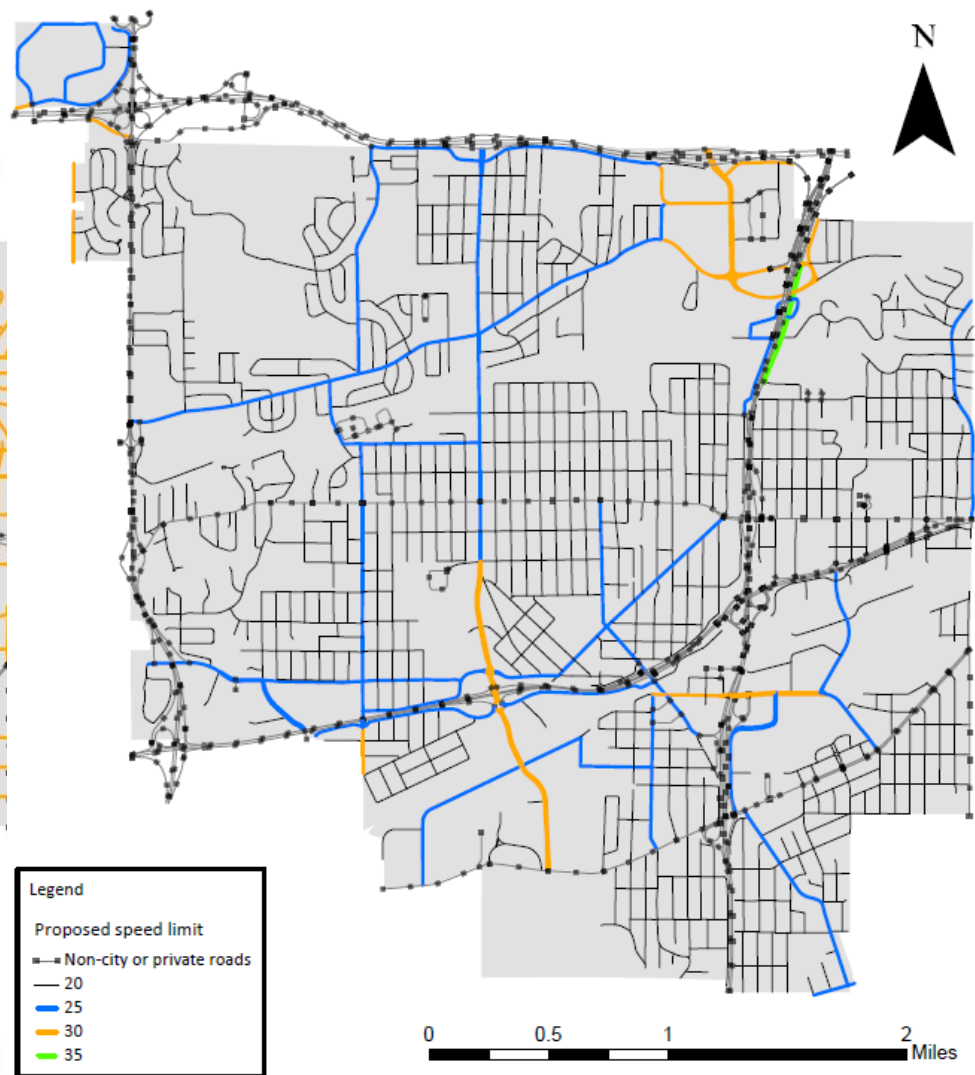 N
Legend
Proposed speed limit
Non-city or private roads
20
25
30
35
0 0.5 1 2
Miles